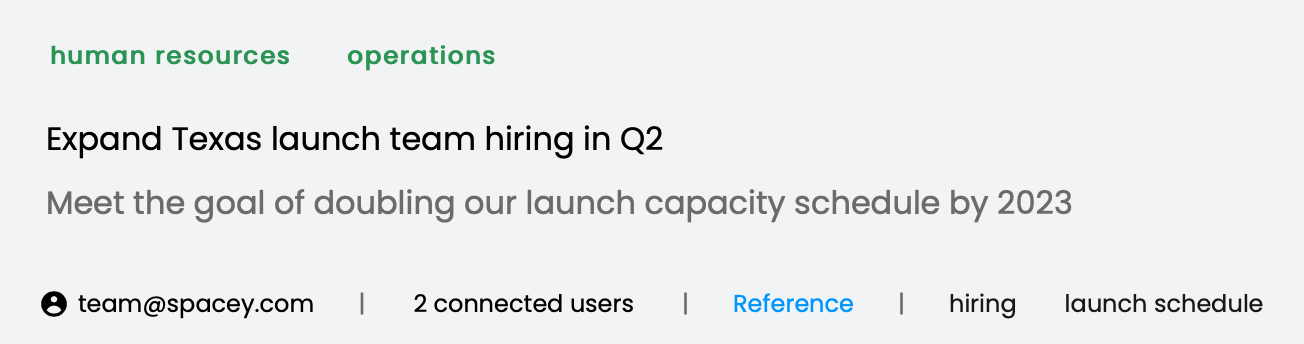 human resources operations
Expand Texas launch team hiring in Q2
Meet the goal of doubling our launch capacity schedule by 2023
team@spacey.com | 2 connected users | Reference | hiring launch schedule